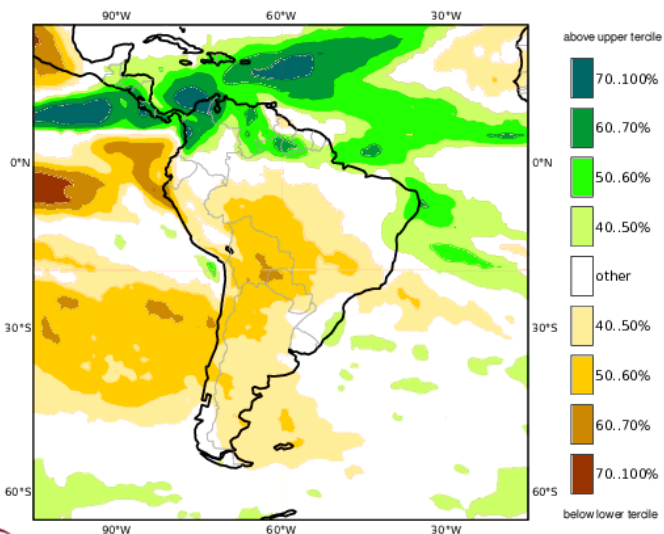 90°W 60°W 30°W
above upper tercile
70..100%
60..70%
0°N 0°N
50..60%
40..50%
other
30°S 30°S
40..50%
50..60%
60..70%
70..100%
60°S 60°S
below lower tercile
90°W 60°W 30°W